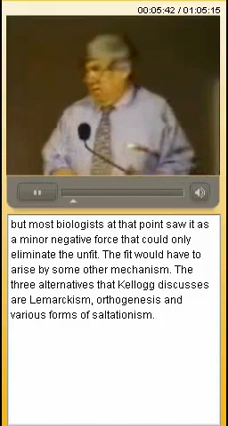 00:05:42 / 01:05:15
but most biologists at that point saw it as
a minor negative force that could only
eliminate the unfit. The fit would have to
arise by some other mechanism. The
three alternatives that Kellogg discusses
are Lemarckism, orthogenesis and
various forms of saltationism.